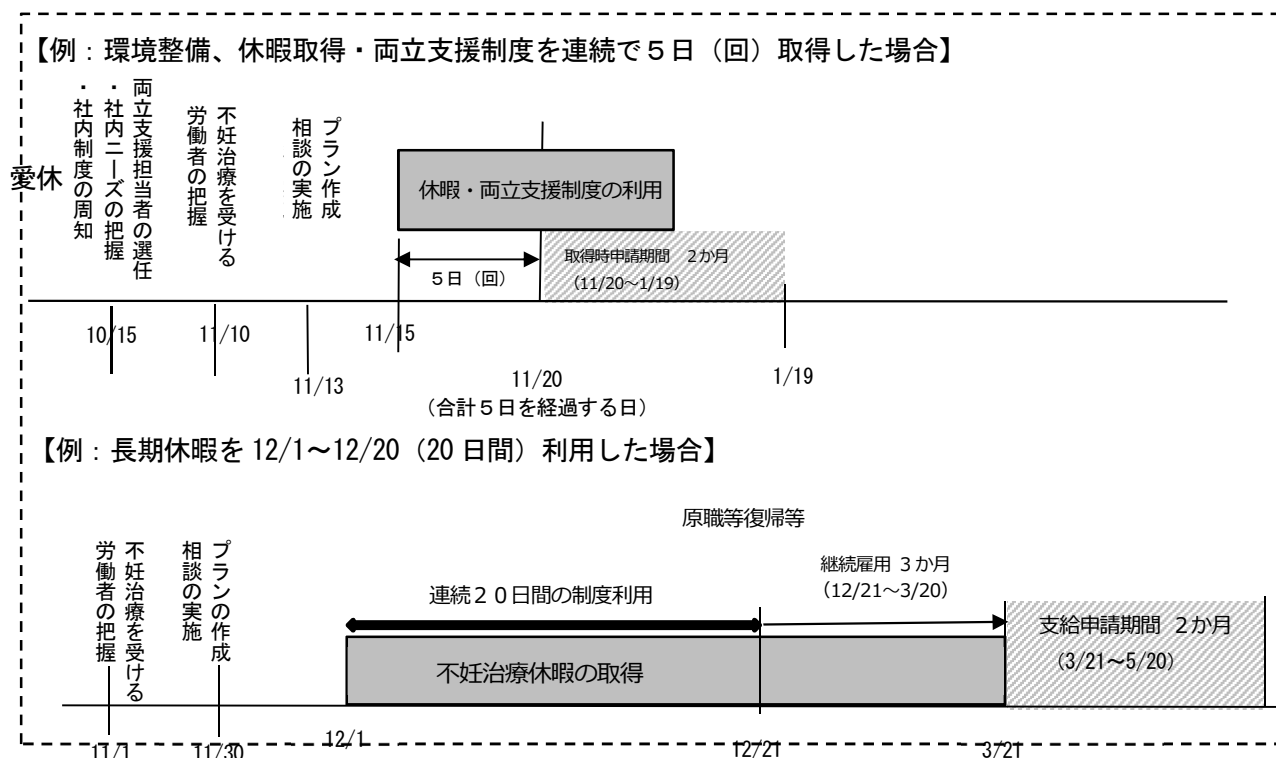 【例：環境整備、休暇取得・両立支援制度を連続で５日（回）取得した場合】
両立支援担当者の選任
・社内ニーズの把握
・社内制度の周知
不妊治療を受ける
労働者の把握
プラン作成
相談の実施
愛休
休暇・両立支援制度の利用
５日（回）
取得時申請期間　２か月
（11/20～1/19）
10/15
11/10
11/13
11/15
11/20
（合計５日を経過する日）
1/19
【例：長期休暇を 12/1～12/20（20 日間）利用した場合】
不妊治療を受ける
労働者の把握
プランの作成
相談の実施
原職等復帰等
連続２０日間の制度利用
継続雇用 ３か月
（12/21～3/20）
不妊治療休暇の取得
支給申請期間　２か月
（3/21～5/20）
11/1
11/30
12/1
12/21
3/21